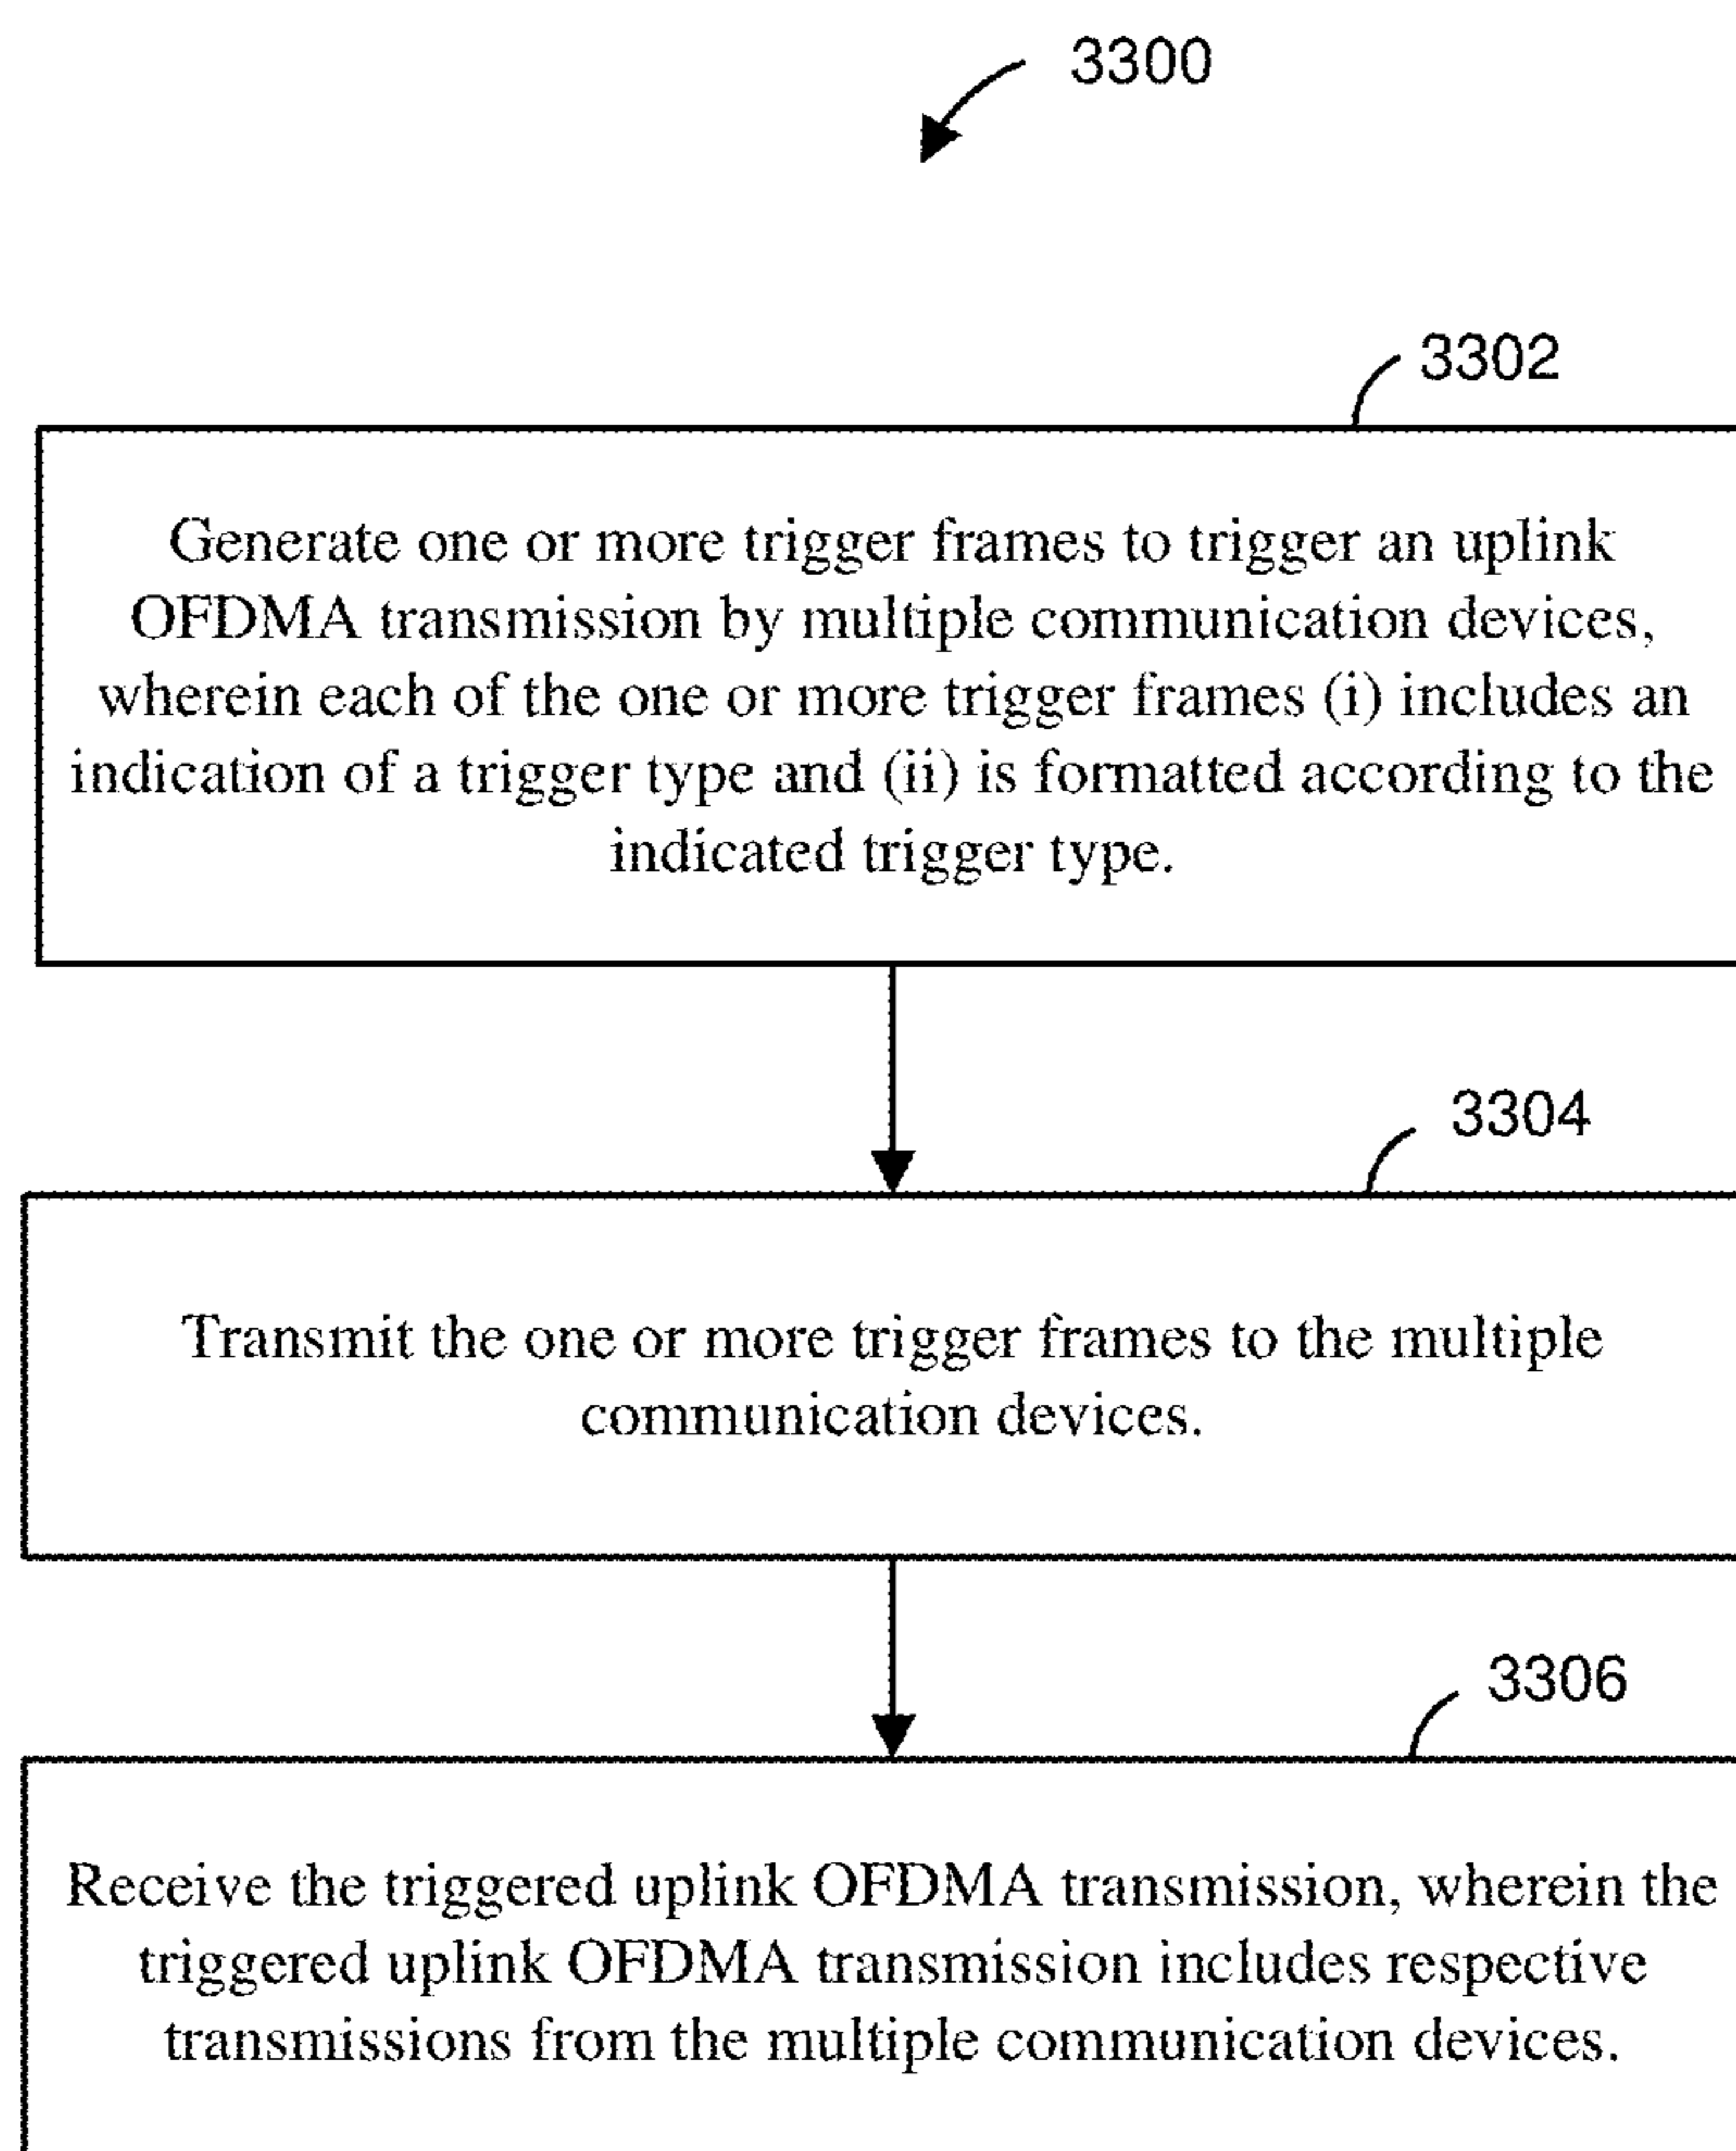 3300
3302
Generate one or more trigger frames to trigger an uplink
OFDMA transmission by multiple communication devices,
wherein each of the one or more trigger frames (i) includes an
indication of a trigger type and (ii) is formatted according to the
indicated trigger type.
3304
Transmit the one or more trigger frames to the multiple
communication devices.
3306
Receive the triggered uplink OFDMA transmission, wherein the
triggered uplink OFDMA transmission includes respective
transmissions from the multiple communication devices.